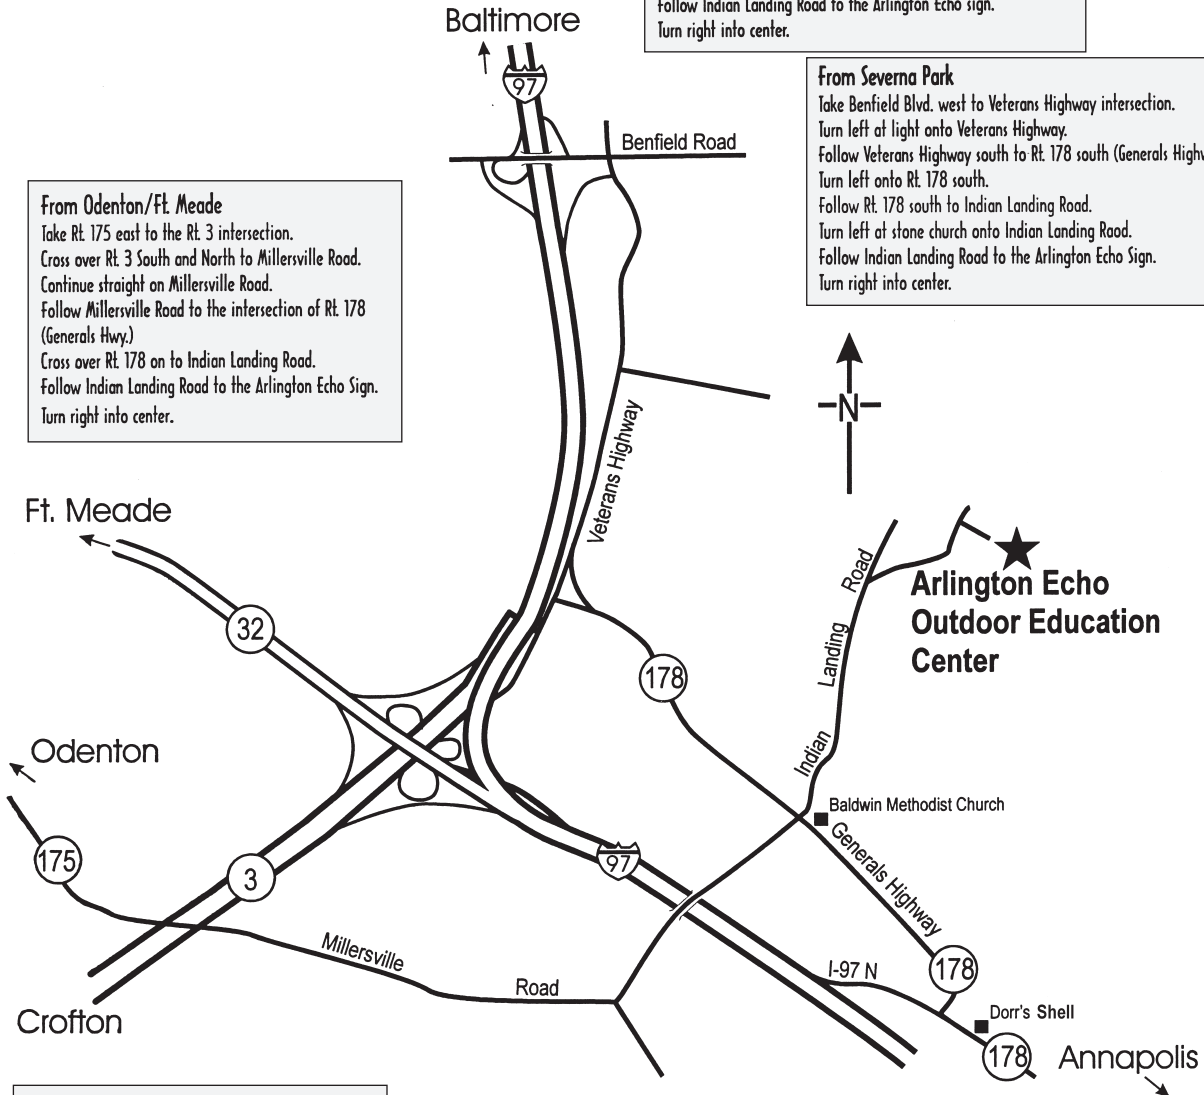 Follow Indian Landing Road to the Arlington Echo sign.
Turn right into center.
Baltimore
97
Benfield Road
From Severna Park
Take Benfield Blvd. west to Veterans Highway intersection.
Turn left at light onto Veterans Highway.
Follow Veterans Highway south to Rt. 178 south (Generals Highw
Turn left onto Rt. 178 south.
Follow Rt. 178 south to Indian Landing Road.
Turn left at stone church onto Indian Landing Raod.
Follow Indian Landing Road to the Arlington Echo Sign.
Turn right into center.
From Odenton/Ft. Meade
Take Rt. 175 east to the Rt. 3 intersection.
Cross over Rt. 3 South and North to Millersville Road.
Continue straight on Millersville Road.
Follow Millersville Road to the intersection of Rt. 178
(Generals Hwy.)
Cross over Rt. 178 on to Indian Landing Road.
Follow Indian Landing Road to the Arlington Echo Sign.
Turn right into center.
N
Veterans Highway
Ft. Meade
32
178
Indian Landing Road
Arlington Echo
Outdoor Education
Center
Odenton
175
3
97
Baldwin Methodist Church
Generals Highway
Millersville Road
I-97 N
178
Dorr's Shell
178
Annapolis
Crofton